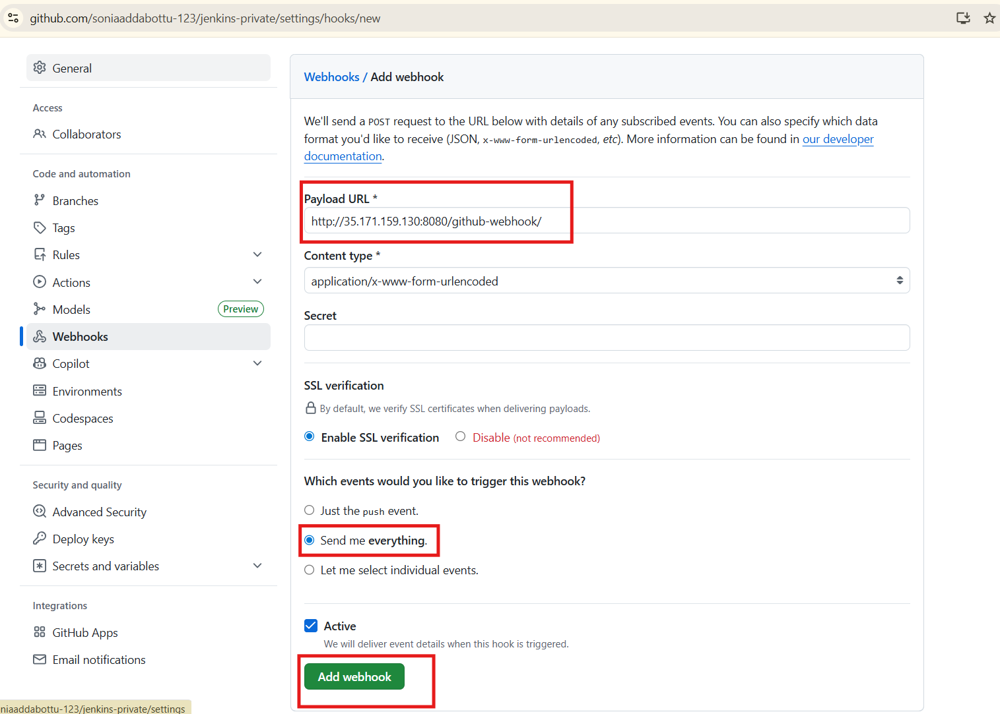 github.com/soniaaddabottu-123/jenkins-private/settings/hooks/new
General
Access
Collaborators
Code and automation
Branches
Tags
Rules
Actions
Models
Preview
Webhooks
Copilot
Environments
Codespaces
Pages
Security and quality
Advanced Security
Deploy keys
Secrets and variables
Integrations
GitHub Apps
Email notifications
Webhooks / Add webhook
We'll send a POST request to the URL below with details of any subscribed events. You can also specify which data
format you'd like to receive (JSON, x-www-form-urlencoded, etc). More information can be found in our developer
documentation.
Payload URL *
http://35.171.159.130:8080/github-webhook/
Content type *
application/x-www-form-urlencoded
Secret
SSL verification
By default, we verify SSL certificates when delivering payloads.
Enable SSL verification
Disable (not recommended)
Which events would you like to trigger this webhook?
Just the push event.
Send me everything.
Let me select individual events.
Active
We will deliver event details when this hook is triggered.
Add webhook
niaaddabottu-123/jenkins-private/settings